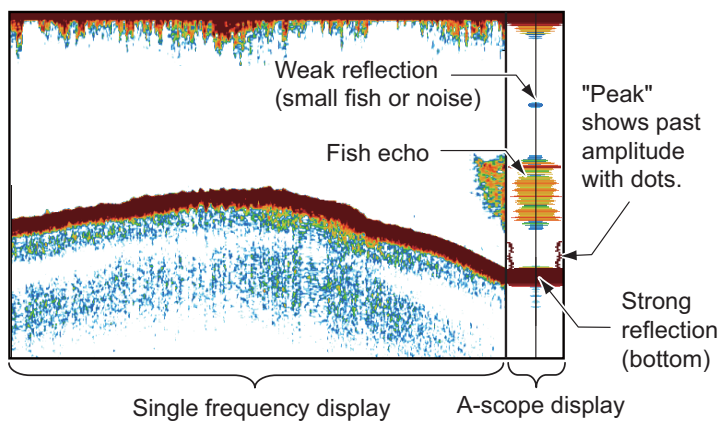 Weak reflection
(small fish or noise)
Fish echo
"Peak"
shows past
amplitude
with dots.
Strong
reflection
(bottom)
Single frequency display
A-scope display